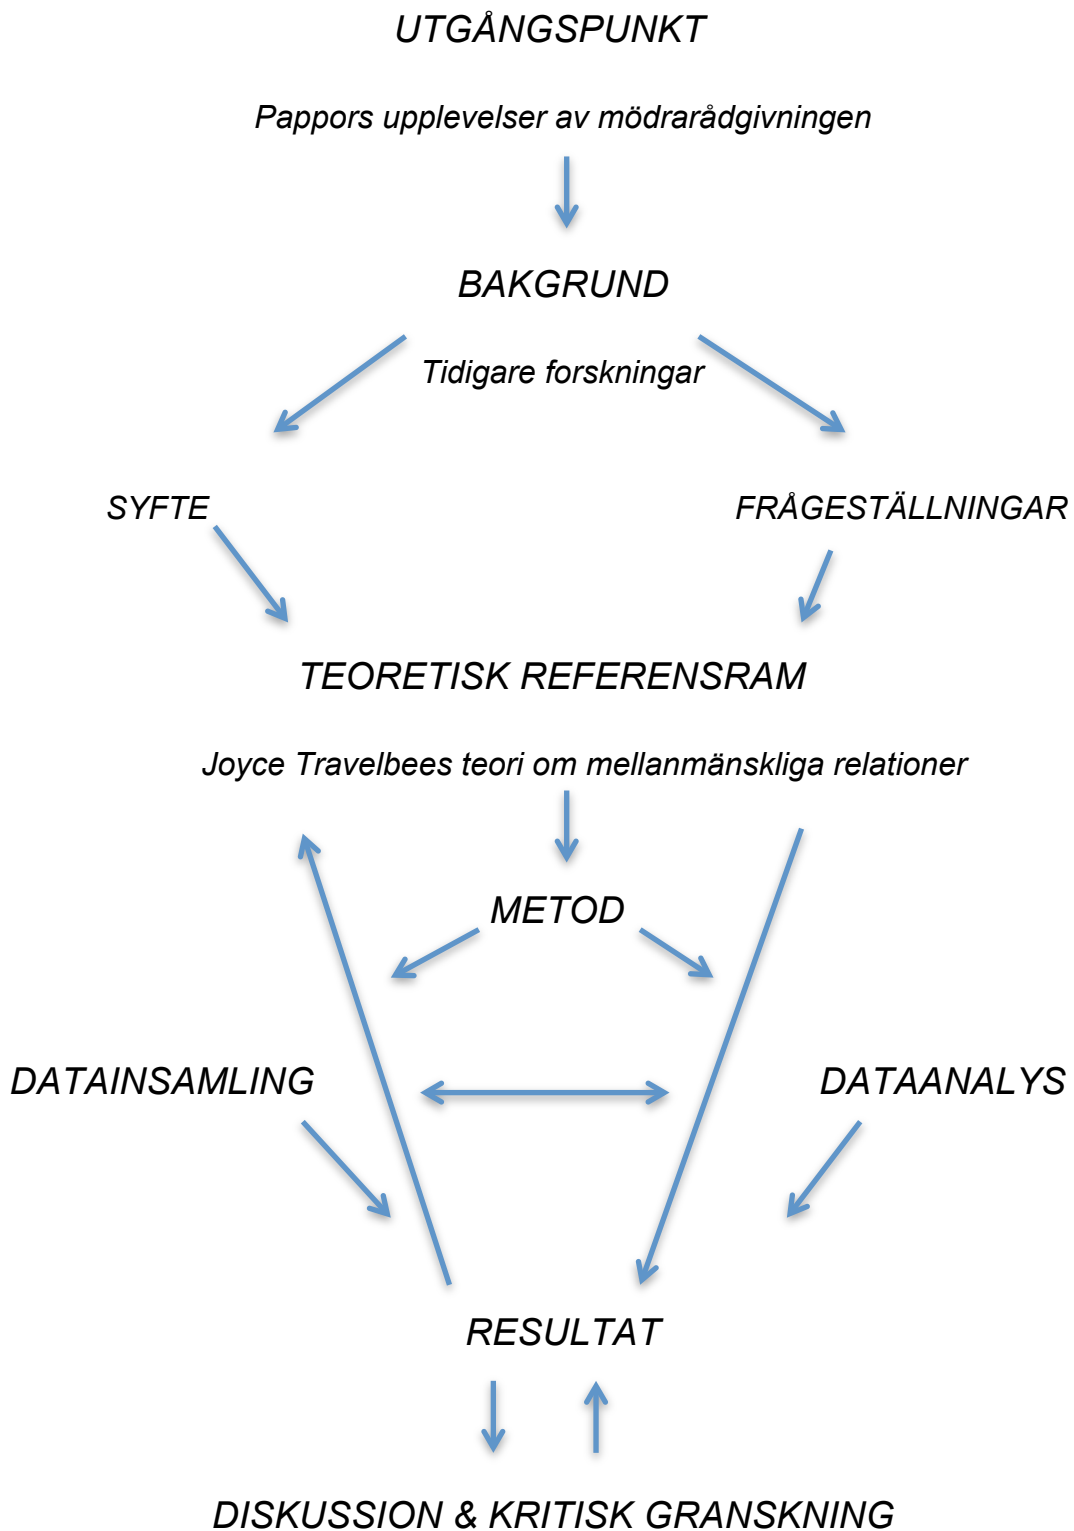 UTGÅNGSPUNKT
Pappors upplevelser av mödrarådgivningen
BAKGRUND
Tidigare forskningar
SYFTE
FRÅGESTÄLLNINGAR
TEORETISK REFERENSRAM
Joyce Travelbees teori om mellanmänskliga relationer
METOD
DATAINSAMLING
DATAANALYS
RESULTAT
DISKUSSION & KRITISK GRANSKNING